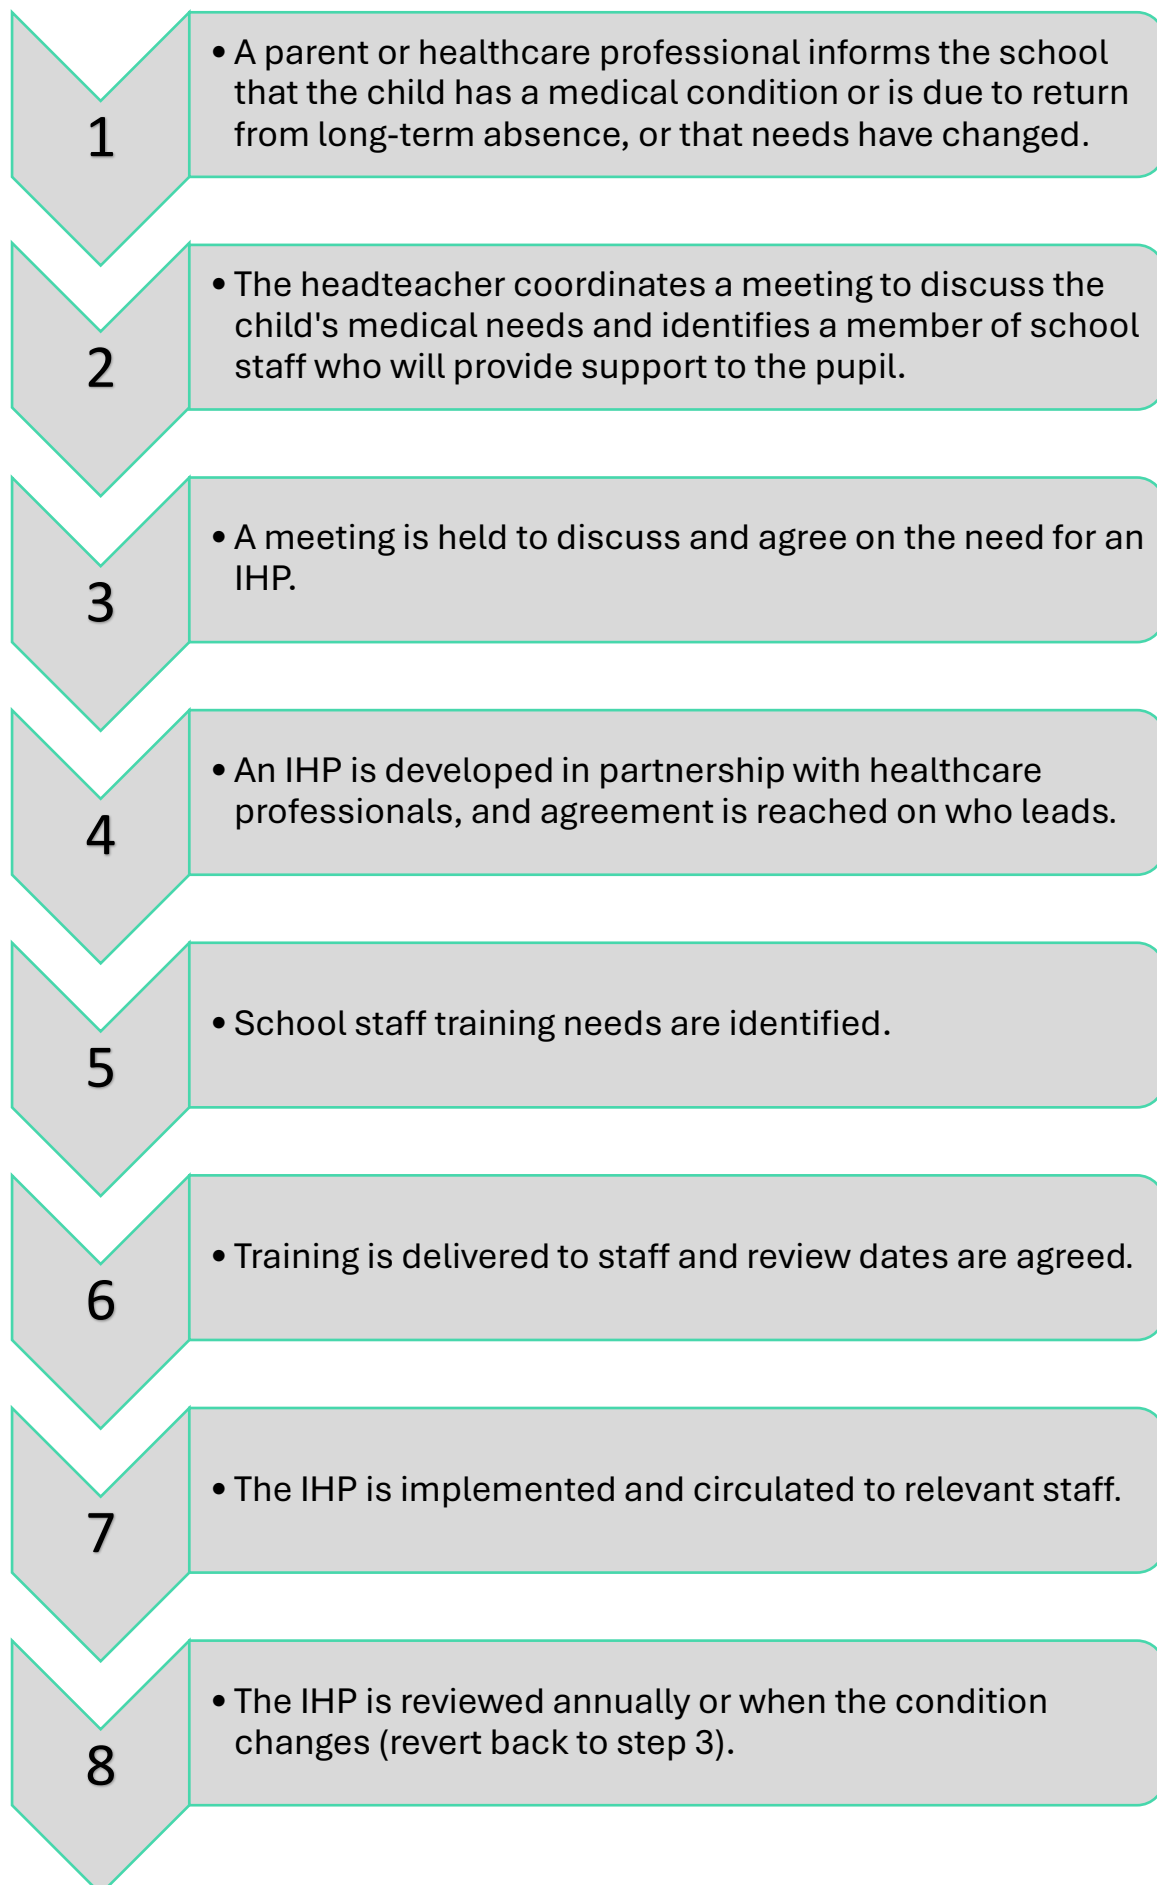 1
• A parent or healthcare professional informs the school
that the child has a medical condition or is due to return
from long-term absence, or that needs have changed.
2
• The headteacher coordinates a meeting to discuss the
child's medical needs and identifies a member of school
staff who will provide support to the pupil.
3
• A meeting is held to discuss and agree on the need for an
IHP.
4
• An IHP is developed in partnership with healthcare
professionals, and agreement is reached on who leads.
5
• School staff training needs are identified.
6
• Training is delivered to staff and review dates are agreed.
7
• The IHP is implemented and circulated to relevant staff.
8
• The IHP is reviewed annually or when the condition
changes (revert back to step 3).